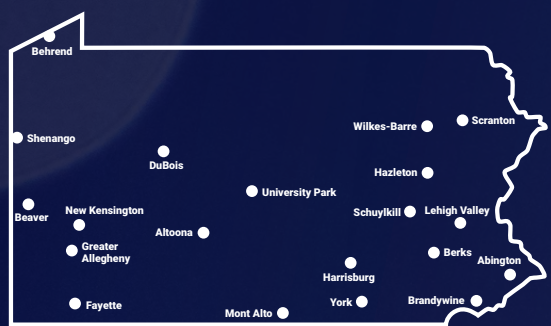 Behrend
Scranton
Wilkes-Barre
Shenango
DuBois
Hazleton
University Park
New Kensington
Schuylkill
Lehigh Valley
Beaver
Altoona
Greater
Allegheny
Berks
Abington
Harrisburg
Fayette
York
Brandywine
Mont Alto